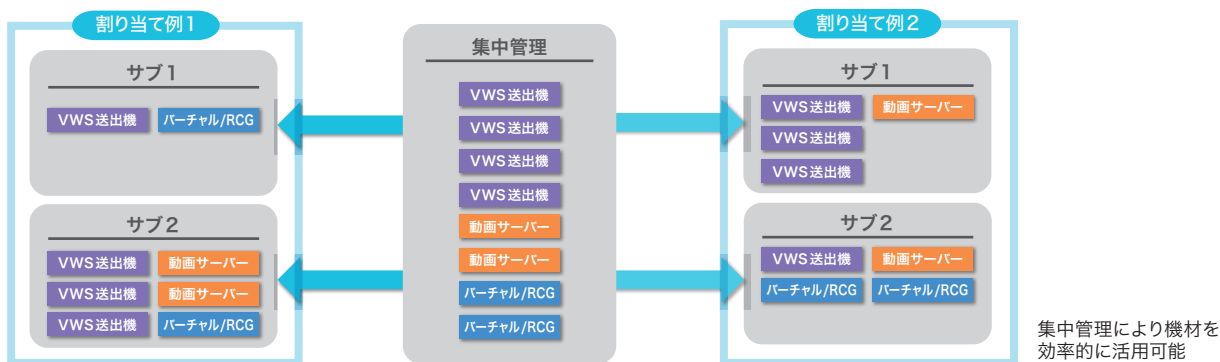 割り当て例1
サブ1
VWS送出機 バーチャル/RCG
サブ2
VWS送出機 動画サーバー
VWS送出機 動画サーバー
VWS送出機 バーチャル/RCG
集中管理
VWS送出機
VWS送出機
VWS送出機
VWS送出機
動画サーバー
動画サーバー
バーチャル/RCG
バーチャル/RCG
割り当て例2
サブ1
VWS送出機 動画サーバー
VWS送出機
VWS送出機
サブ2
VWS送出機 動画サーバー
バーチャル/RCG バーチャル/RCG
集中管理により機材を
効率的に活用可能